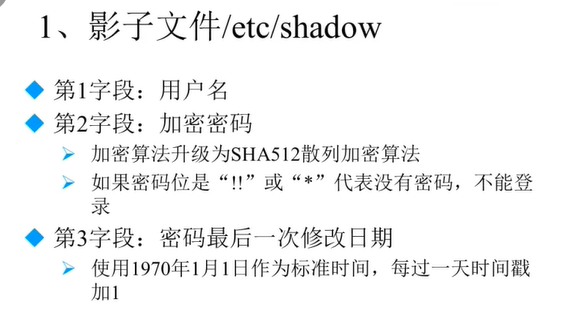 1、影子文件/etc/shadow
第1字段：用户名
第2字段：加密密码
加密算法升级为SHA512散列加密算法
如果密码位是“!!”或“*”代表没有密码，不能登
录
第3字段：密码最后一次修改日期
使用1970年1月1日作为标准时间，每过一天时间戳
加1